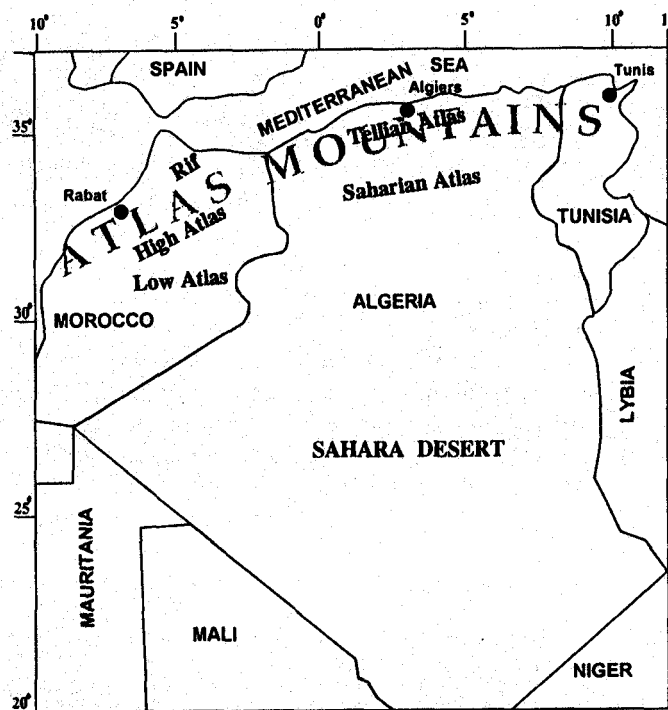 10° 5° 0° 5° 10° 1
SPAIN
SEA
MEDITERRANEAN
Algiers
Tunis
35°
Tellian Atlas
ATLAS MOUNTAINS
Rif
Saharian Atlas
Rabat
High Atlas
TUNISIA
Low Atlas
ALGERIA
30°
MOROCCO
LYBIA
SAHARA DESERT
25°
MAURITANIA
MALI
NIGER
20°